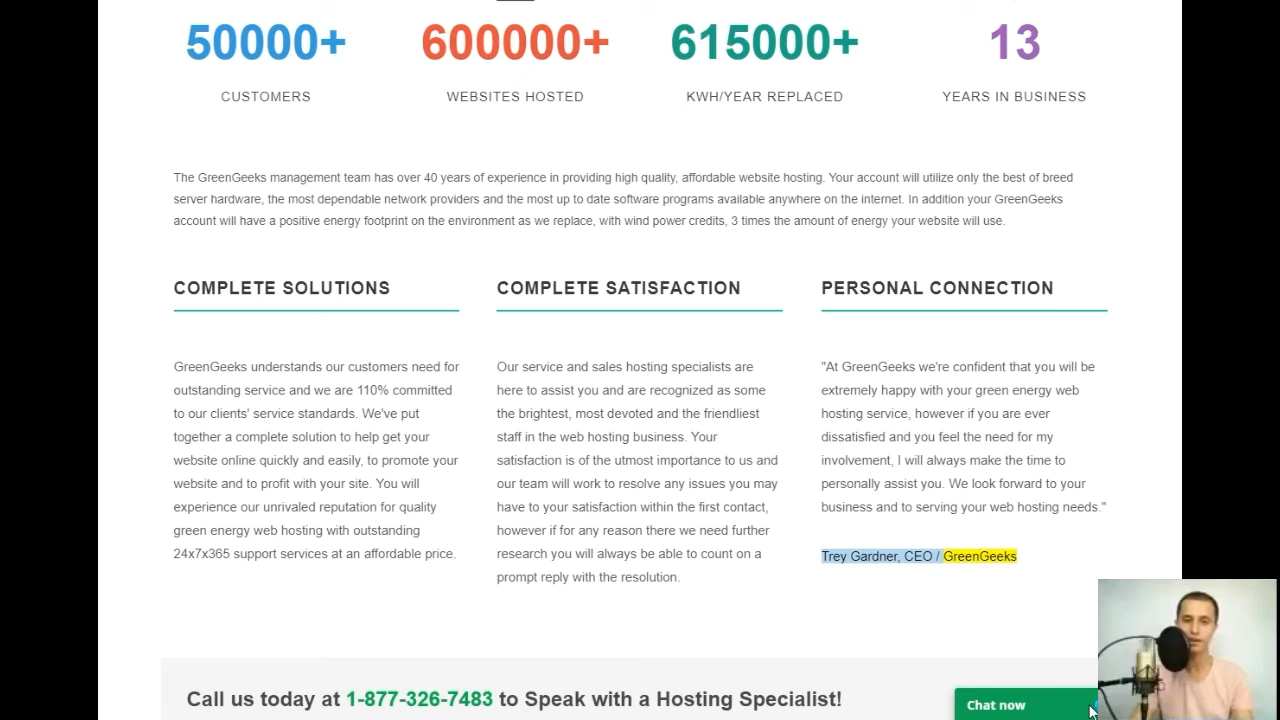 50000+ 600000+ 615000+ 13
CUSTOMERS WEBSITES HOSTED KWH/YEAR REPLACED YEARS IN BUSINESS
The GreenGeeks management team has over 40 years of experience in providing high quality, affordable website hosting. Your account will utilize only the best of breed
server hardware, the most dependable network providers and the most up to date software programs available anywhere on the internet. In addition your GreenGeeks
account will have a positive energy footprint on the environment as we replace, with wind power credits, 3 times the amount of energy your website will use.
COMPLETE SOLUTIONS
GreenGeeks understands our customers need for
outstanding service and we are 110% committed
to our clients' service standards. We've put
together a complete solution to help get your
website online quickly and easily, to promote your
website and to profit with your site. You will
experience our unrivaled reputation for quality
green energy web hosting with outstanding
24x7x365 support services at an affordable price.
COMPLETE SATISFACTION
Our service and sales hosting specialists are
here to assist you and are recognized as some
the brightest, most devoted and the friendliest
staff in the web hosting business. Your
satisfaction is of the utmost importance to us and
our team will work to resolve any issues you may
have to your satisfaction within the first contact,
however if for any reason there we need further
research you will always be able to count on a
prompt reply with the resolution.
PERSONAL CONNECTION
"At GreenGeeks we're confident that you will be
extremely happy with your green energy web
hosting service, however if you are ever
dissatisfied and you feel the need for my
involvement, I will always make the time to
personally assist you. We look forward to your
business and to serving your web hosting needs."
Trey Gardner, CEO / GreenGeeks
Call us today at 1-877-326-7483 to Speak with a Hosting Specialist!
Chat now